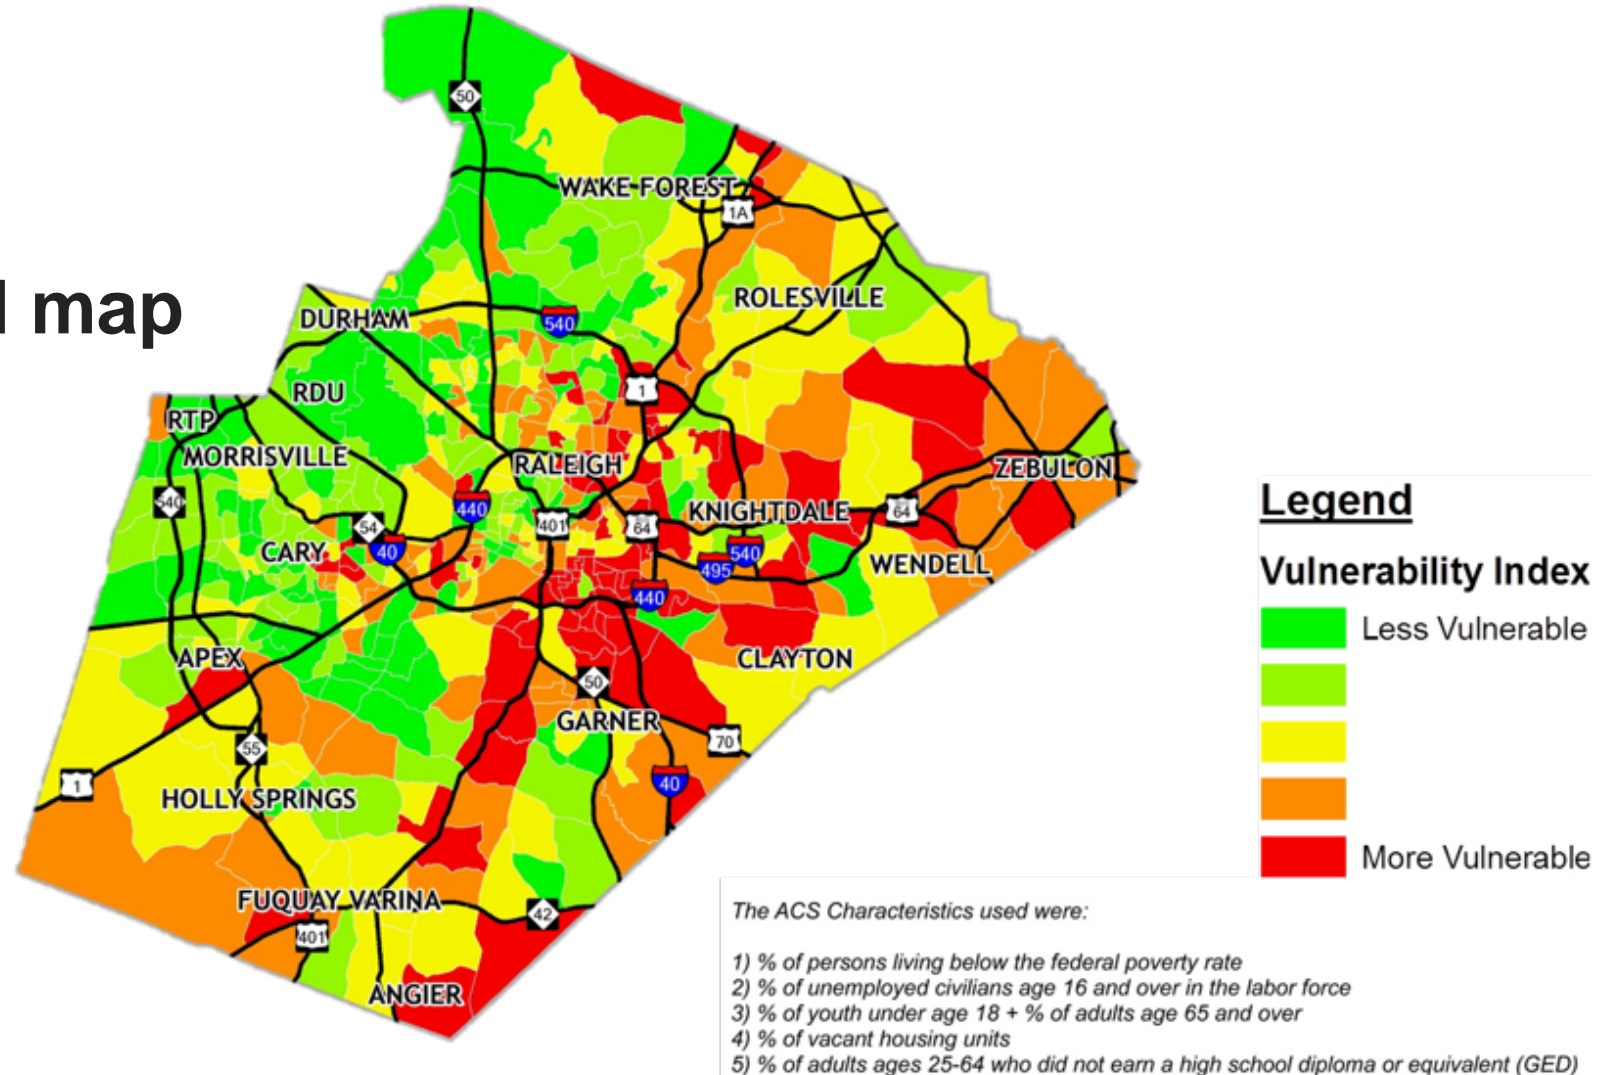 map
50
WAKE FOREST
1A
ROLESVILLE
DURHAM
540
RDU
1
RTP
MORRISVILLE
RALEIGH
ZEBULON
540
440
KNIGHTDALE
64
54
401
64
CARY
40
540
495
WENDELL
440
APEX
CLAYTON
50
GARNER
55
70
1
40
HOLLY SPRINGS
FUQUAY VARINA
42
401
ANGIER
Legend
Vulnerability Index
Less Vulnerable
More Vulnerable
The ACS Characteristics used were:
1) % of persons living below the federal poverty rate
2) % of unemployed civilians age 16 and over in the labor force
3) % of youth under age 18 + % of adults age 65 and over
4) % of vacant housing units
5) % of adults ages 25-64 who did not earn a high school diploma or equivalent (GED)